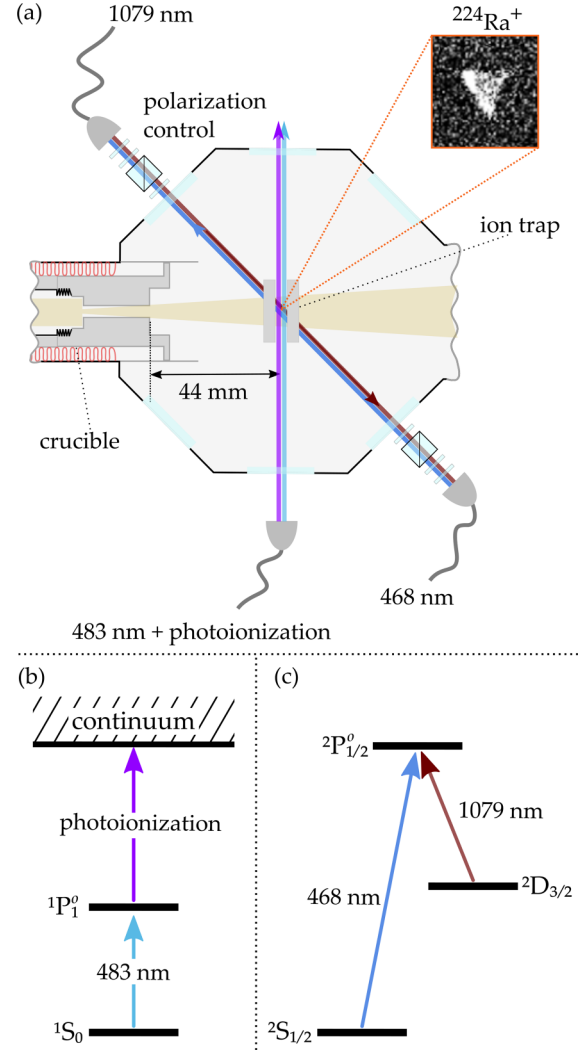 (a)
1079 nm
²²⁴Ra⁺
polarization
control
ion trap
44 mm
crucible
468 nm
483 nm + photoionization
(b)
continuum
photoionization
¹P₁ᵒ
483 nm
¹S₀
(c)
²P₁/₂ᵒ
1079 nm
²D₃/₂
468 nm
²S₁/₂